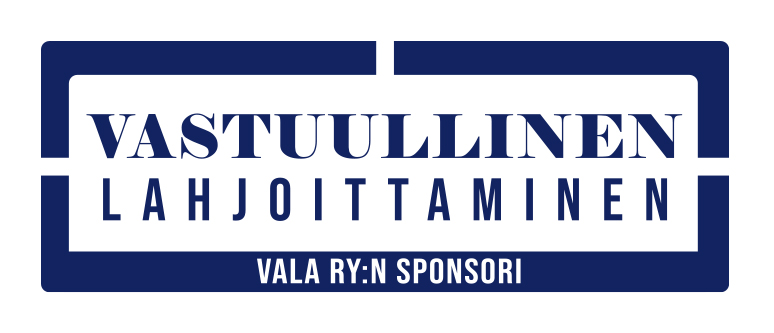 VASTUULLINEN
LAHJOITTAMINEN
VALA RY:N SPONSORI